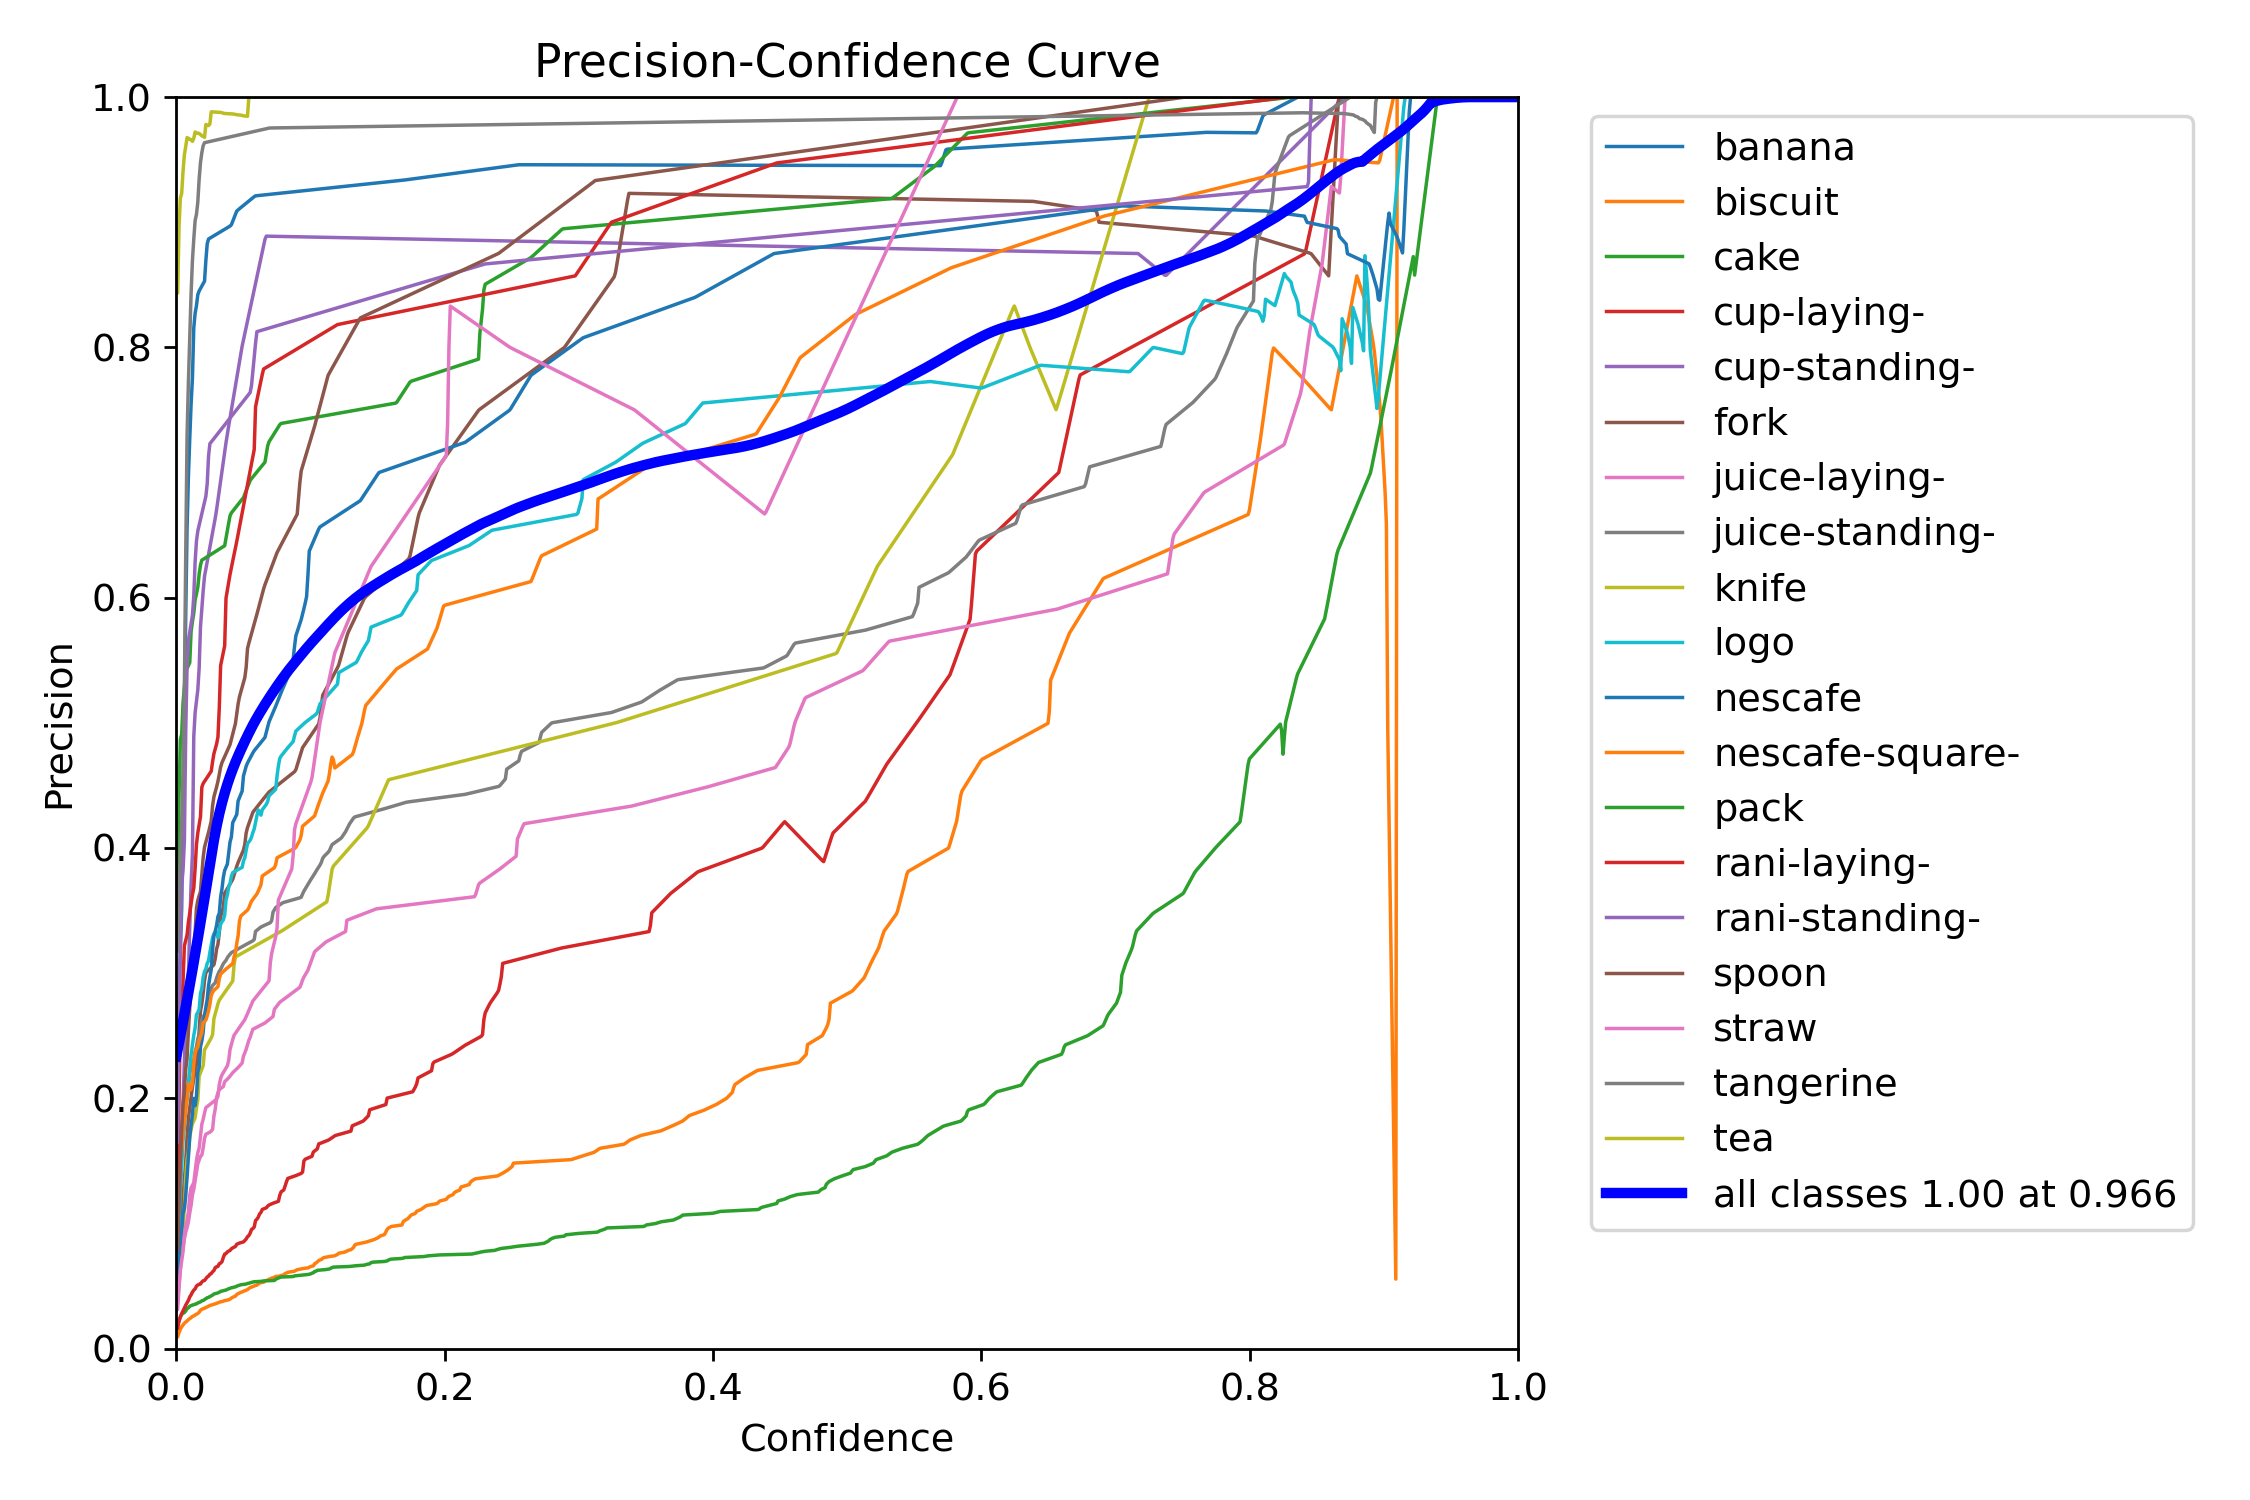 Precision-Confidence Curve
1.0
0.8
0.6
0.4
0.2
0.0
Precision
0.0 0.2 0.4 0.6 0.8 1.0
Confidence
banana
biscuit
cake
cup-laying-
cup-standing-
fork
juice-laying-
juice-standing-
knife
logo
nescafe
nescafe-square-
pack
rani-laying-
rani-standing-
spoon
straw
tangerine
tea
all classes 1.00 at 0.966